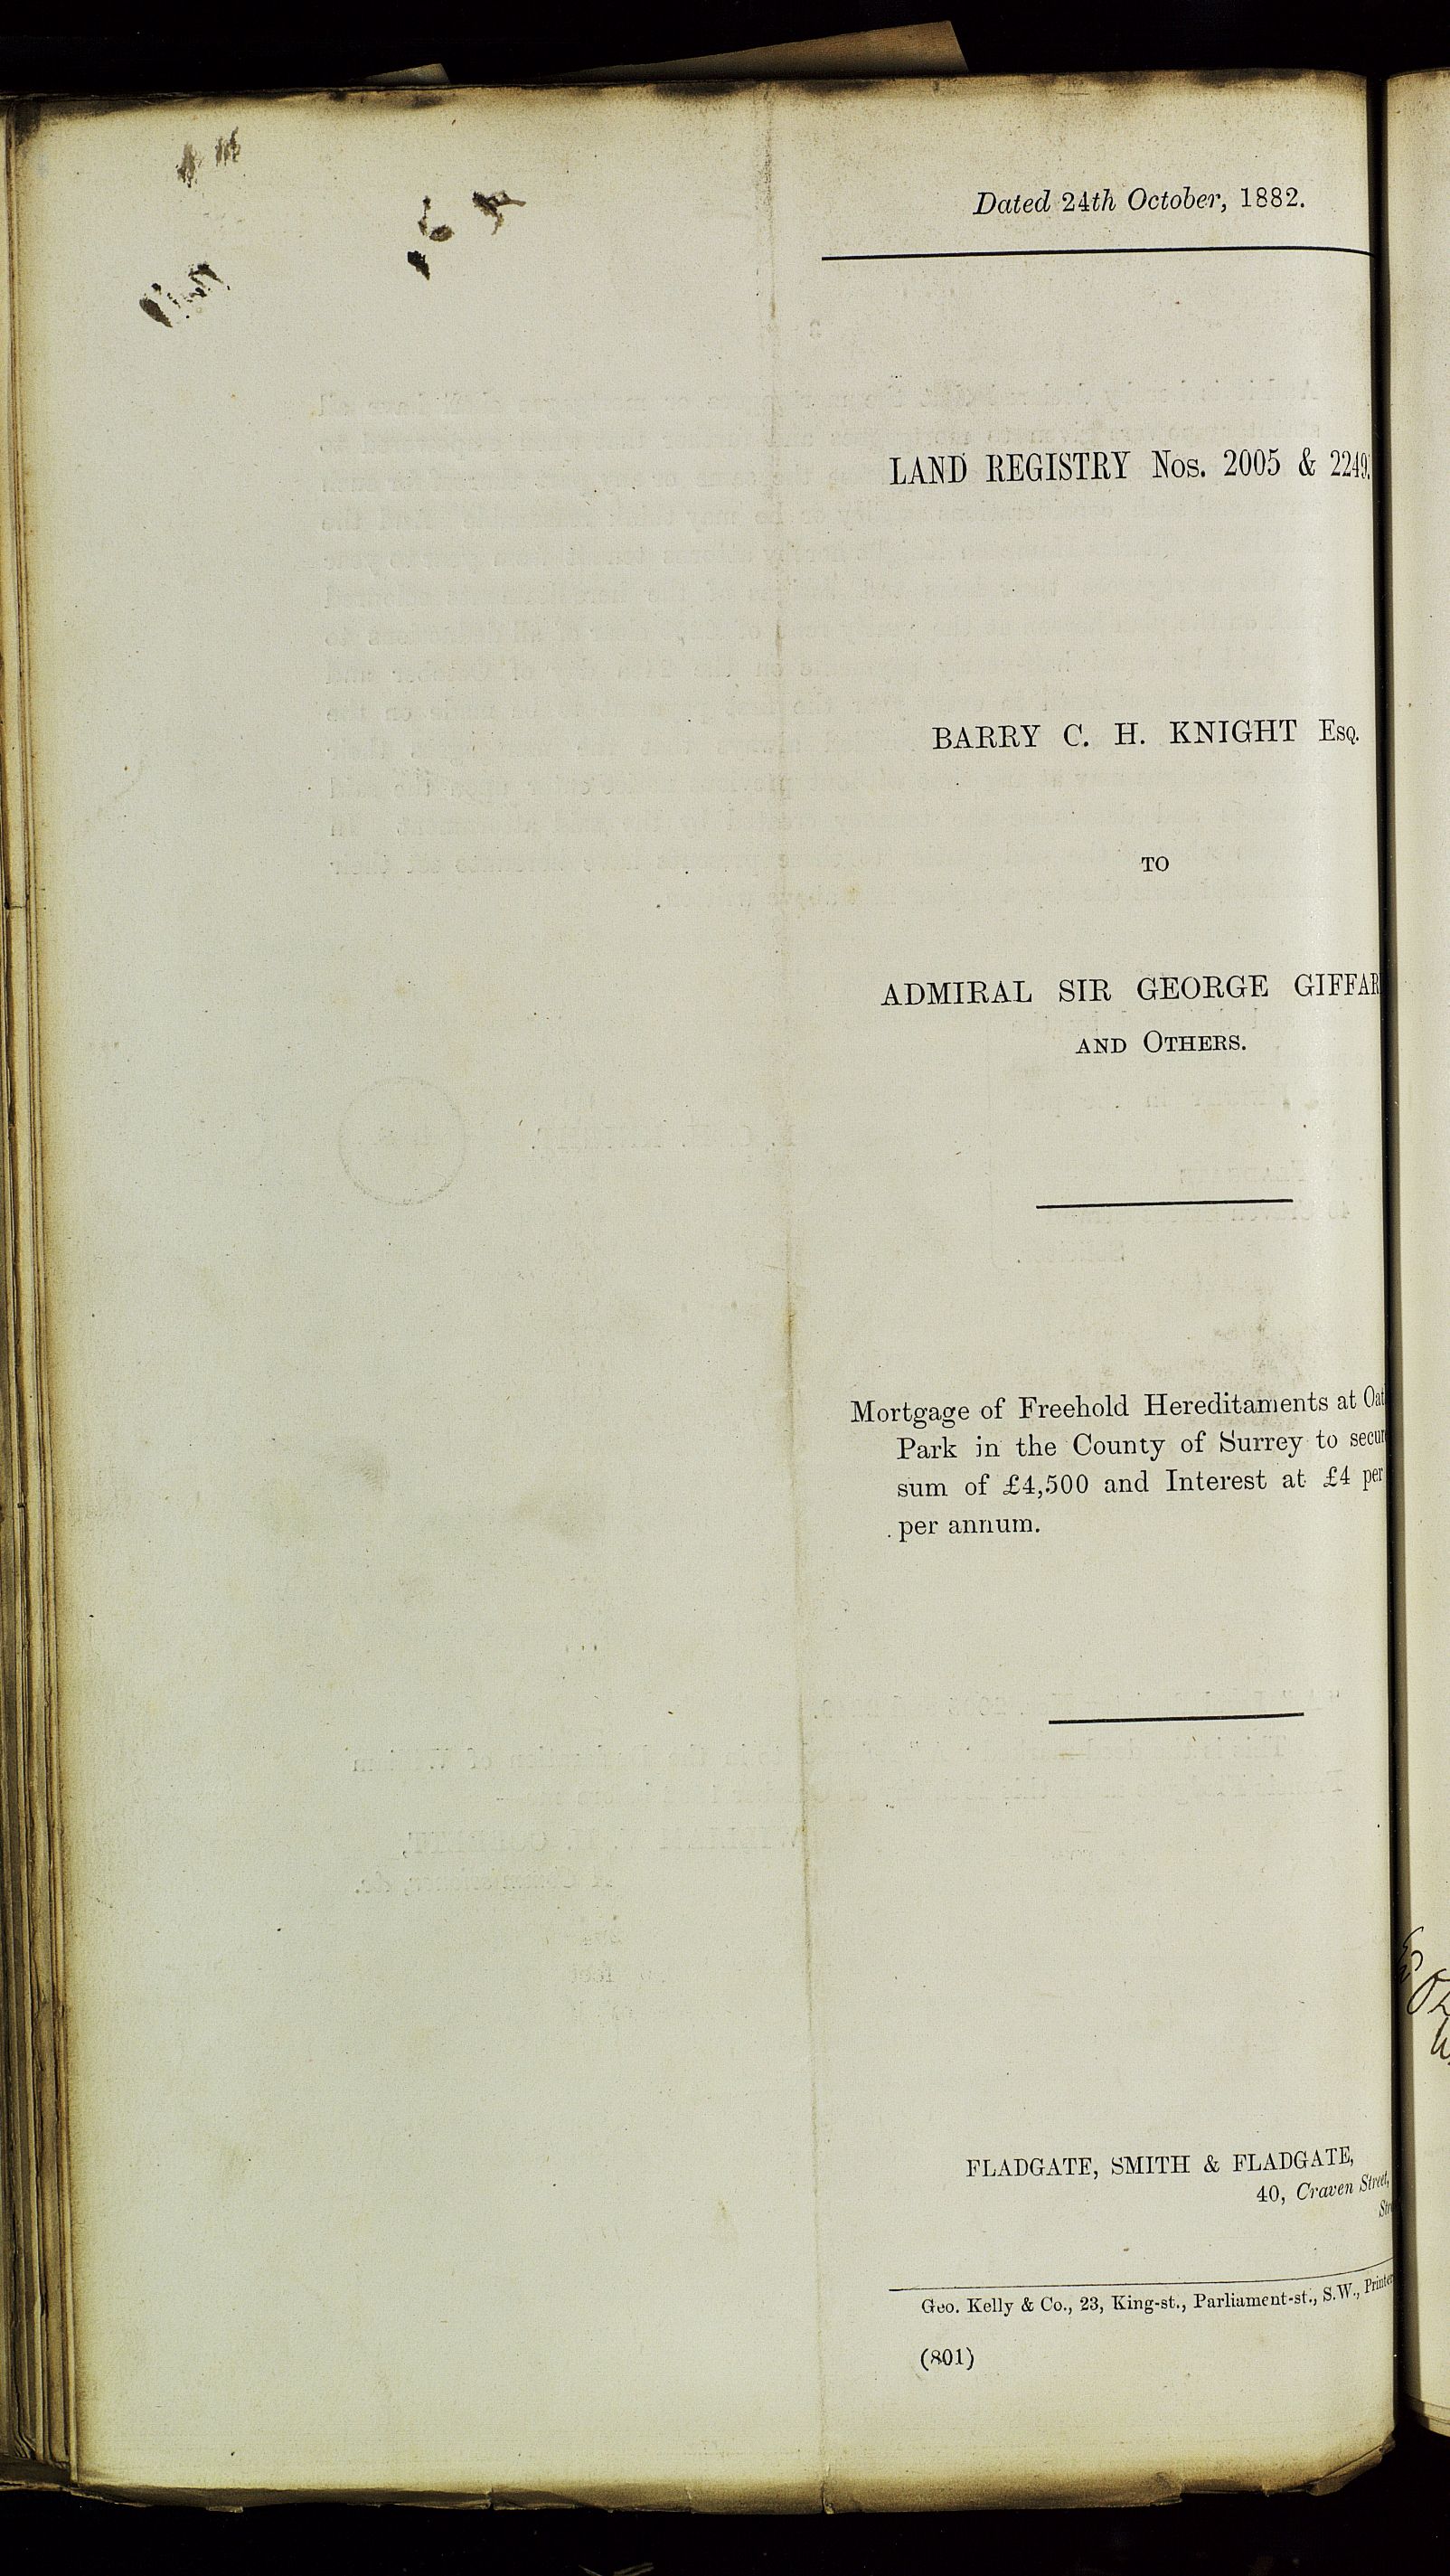 Dated 24th October, 1882.
LAND REGISTRY Nos. 2005 & 2249.
BARRY C. H. KNIGHT Esq.
TO
ADMIRAL SIR GEORGE GIFFAR
AND OTHERS.
Mortgage of Freehold Hereditaments at Oat
Park in the County of Surrey to secur
sum of £4,500 and Interest at £4 per
per annum.
FLADGATE, SMITH & FLADGATE,
40, Craven Street,
Str
Geo. Kelly & Co., 23, King-st., Parliament-st., S.W., Printer
(801)